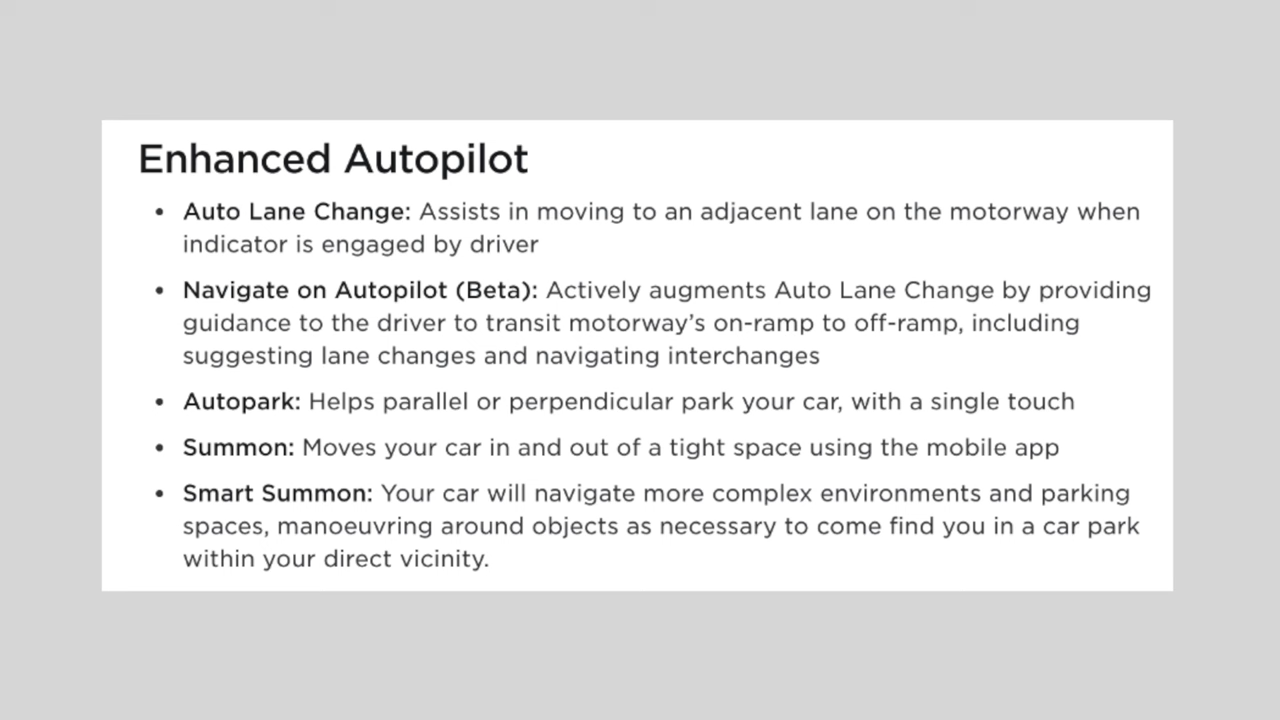 Enhanced Autopilot
• Auto Lane Change: Assists in moving to an adjacent lane on the motorway when
indicator is engaged by driver
• Navigate on Autopilot (Beta): Actively augments Auto Lane Change by providing
guidance to the driver to transit motorway’s on-ramp to off-ramp, including
suggesting lane changes and navigating interchanges
• Autopark: Helps parallel or perpendicular park your car, with a single touch
• Summon: Moves your car in and out of a tight space using the mobile app
• Smart Summon: Your car will navigate more complex environments and parking
spaces, manoeuvring around objects as necessary to come find you in a car park
within your direct vicinity.